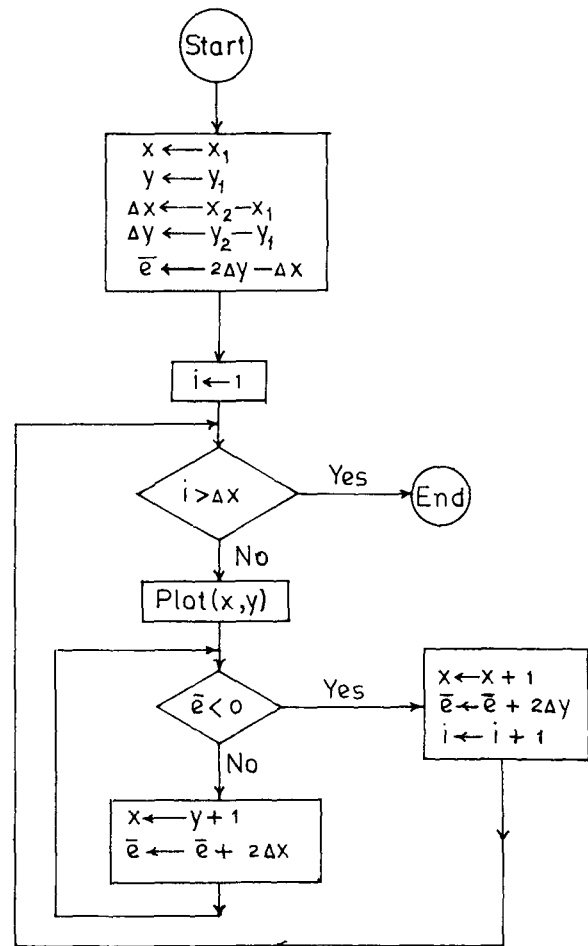 Start
x ← x₁
y ← y₁
Δx ← x₂ − x₁
Δy ← y₂ − y₁
e̅ ← 2Δy − Δx
i ← 1
i > Δx
Yes
End
No
Plot(x,y)
e̅ < 0
Yes
x ← x + 1
e̅ ← e̅ + 2Δy
i ← i + 1
No
x ← y + 1
e̅ ← e̅ + 2Δx